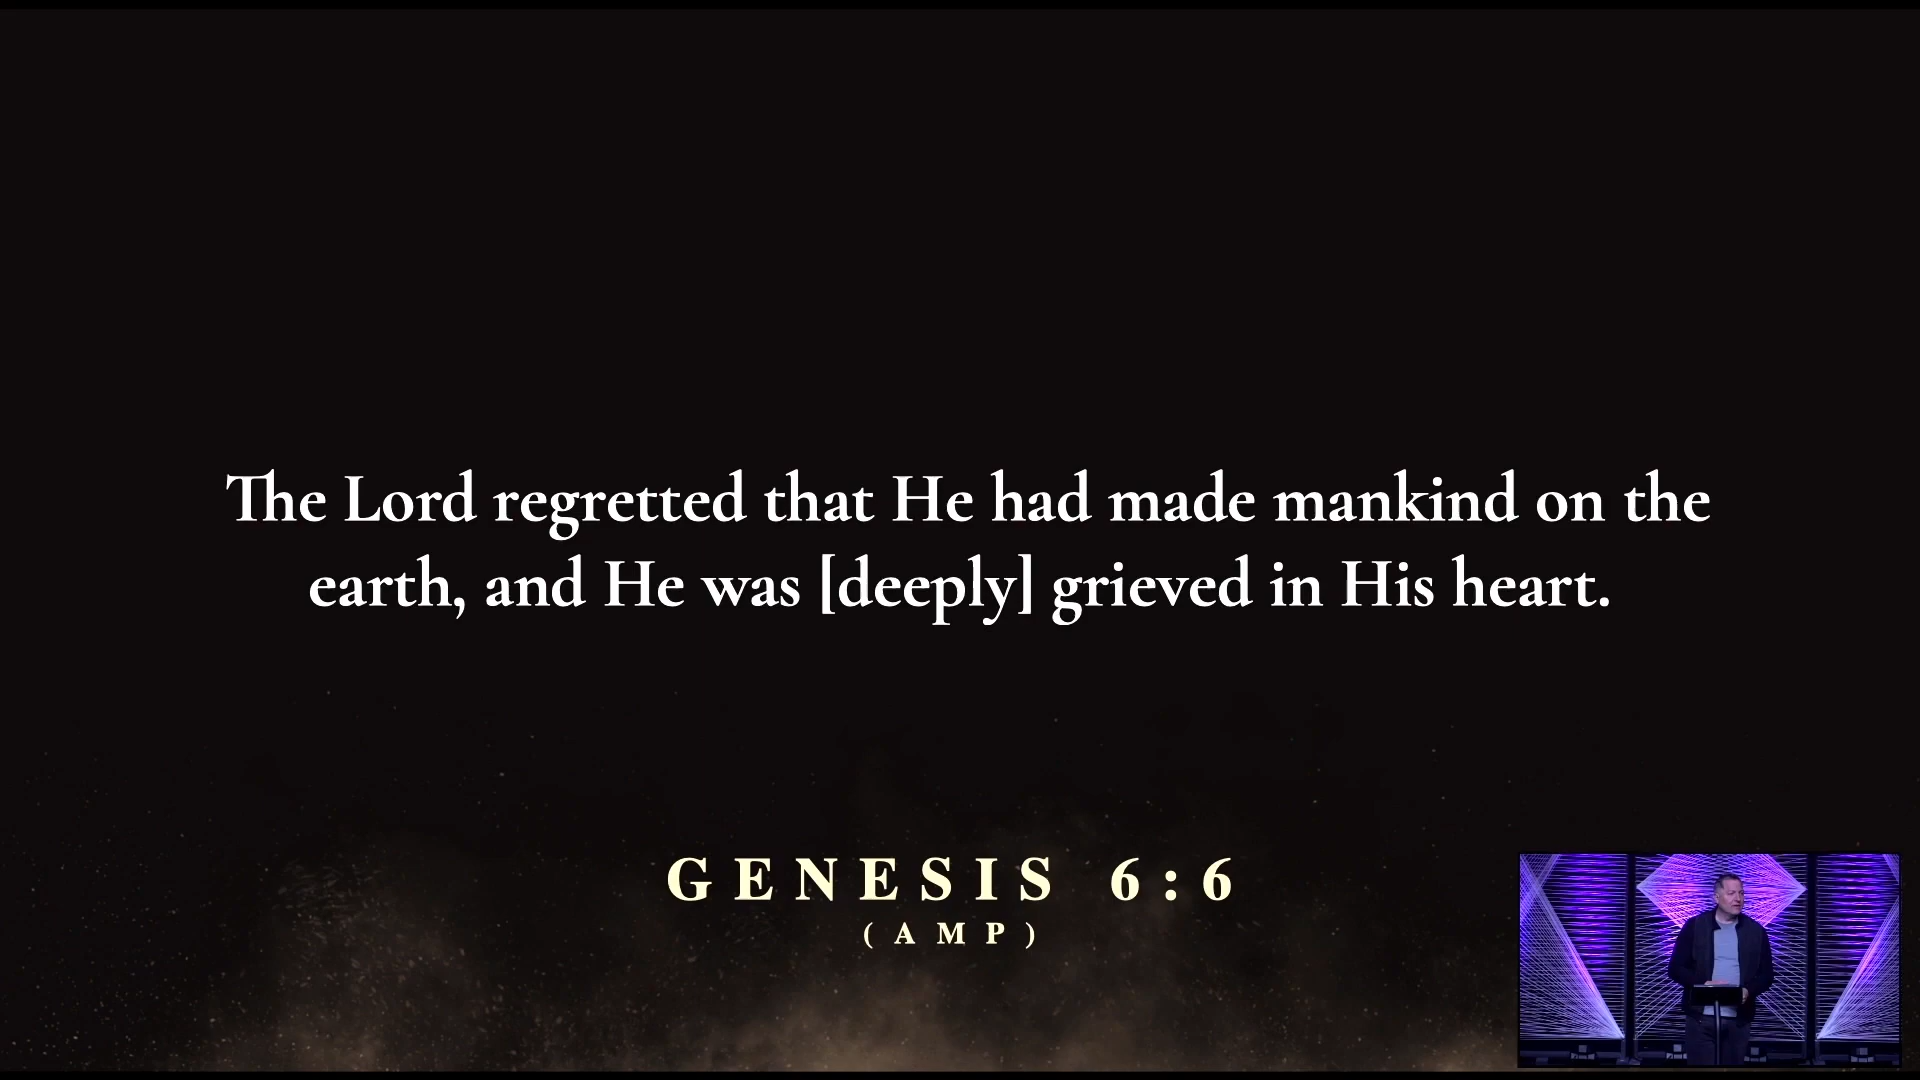 The Lord regretted that He had made mankind on the
earth, and He was [deeply] grieved in His heart.
GENESIS 6:6
(AMP)